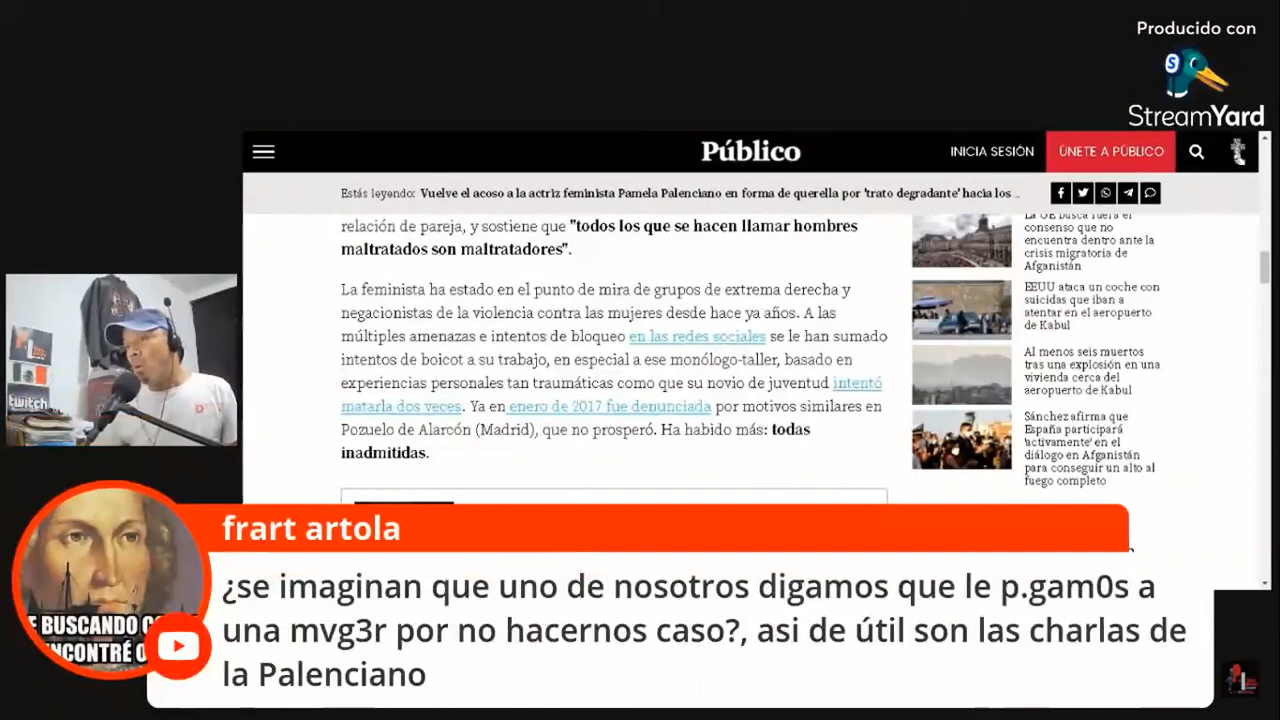 Producido con
StreamYard
Público
INICIA SESIÓN
ÚNETE A PÚBLICO
Estás leyendo: Vuelve el acoso a la actriz feminista Pamela Palenciano en forma de querella por 'trato degradante' hacia los ...
relación de pareja, y sostiene que "todos los que se hacen llamar hombres
maltratados son maltratadores".
La feminista ha estado en el punto de mira de grupos de extrema derecha y
negacionistas de la violencia contra las mujeres desde hace ya años. A las
múltiples amenazas e intentos de bloqueo en las redes sociales se le han sumado
intentos de boicot a su trabajo, en especial a ese monólogo-taller, basado en
experiencias personales tan traumáticas como que su novio de juventud intentó
matarla dos veces. Ya en enero de 2017 fue denunciada por motivos similares en
Pozuelo de Alarcón (Madrid), que no prosperó. Ha habido más: todas
inadmitidas.
La UE busca fuera el
consenso que no
encuentra dentro ante la
crisis migratoria de
Afganistán
EEUU ataca un coche con
suicidas que iban a
atentar en el aeropuerto
de Kabul
Al menos seis muertos
tras una explosión en una
vivienda cerca del
aeropuerto de Kabul
Sánchez afirma que
España participará
'activamente' en el
diálogo en Afganistán
para conseguir un alto al
fuego completo
twitch
frart artola
¿se imaginan que uno de nosotros digamos que le p.gam0s a
una mvg3r por no hacernos caso?, asi de útil son las charlas de
la Palenciano
E BUSCANDO
NCONTRÉ